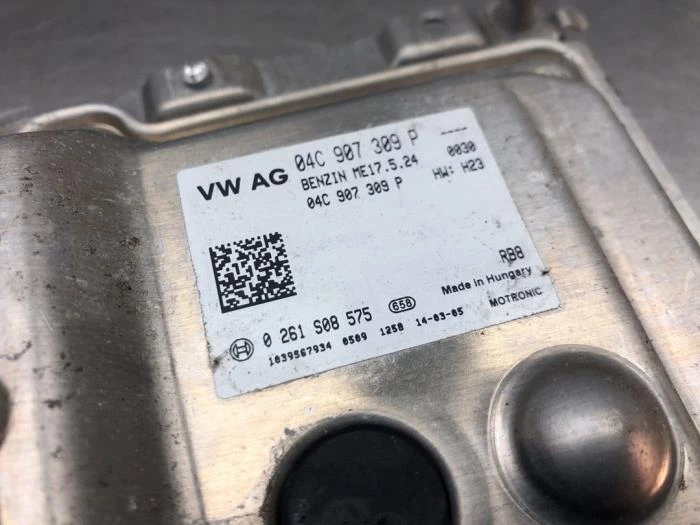 VW AG 04C 907 309 P ----
BENZIN ME17.5.24 0030
04C 907 309 P HW: H23
RB8
Made in Hungary
0 261 S08 575 658 MOTRONIC
1039S67934 0509 1258 14-03-05